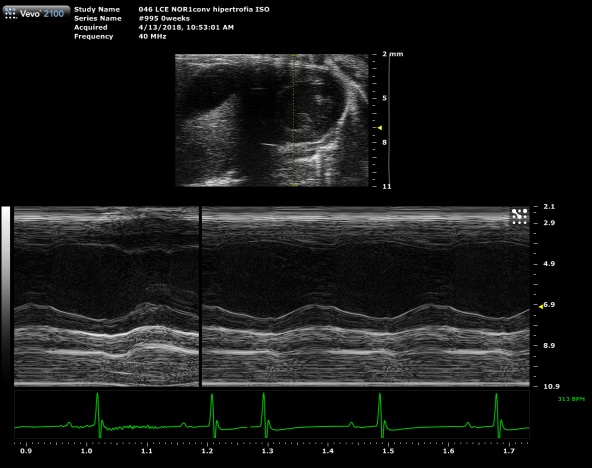 Vevo 2100
Study Name 046 LCE NOR1conv hipertrofia ISO
Series Name #995 0weeks
Acquired 4/13/2018, 10:53:01 AM
Frequency 40 MHz
2 mm
5
8
11
2.1
2.9
4.9
6.9
8.9
10.9
313 BPM
0.9 1.0 1.1 1.2 1.3 1.4 1.5 1.6 1.7